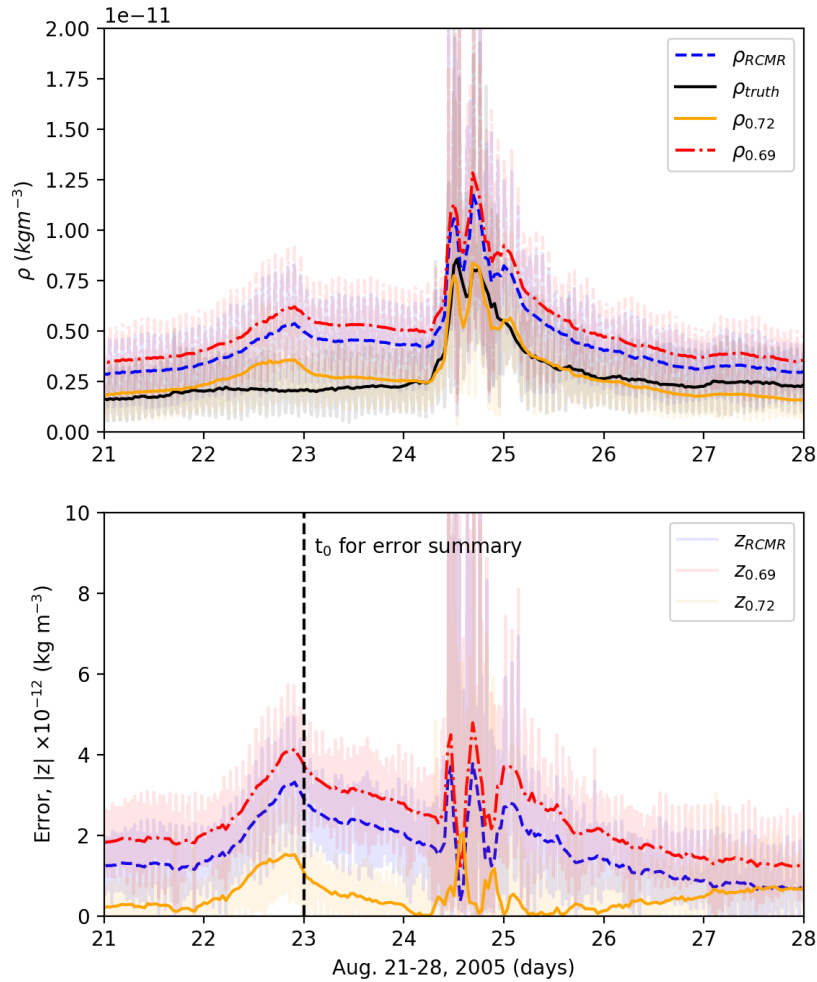 1e−11
2.00
1.75
1.50
1.25
1.00
0.75
0.50
0.25
0.00
ρ (kgm−3)
ρRCMR
ρtruth
ρ0.72
ρ0.69
21 22 23 24 25 26 27 28
10
8
6
4
2
0
Error, |z| ×10−12 (kg m−3)
t0 for error summary
zRCMR
z0.69
z0.72
21 22 23 24 25 26 27 28
Aug. 21-28, 2005 (days)